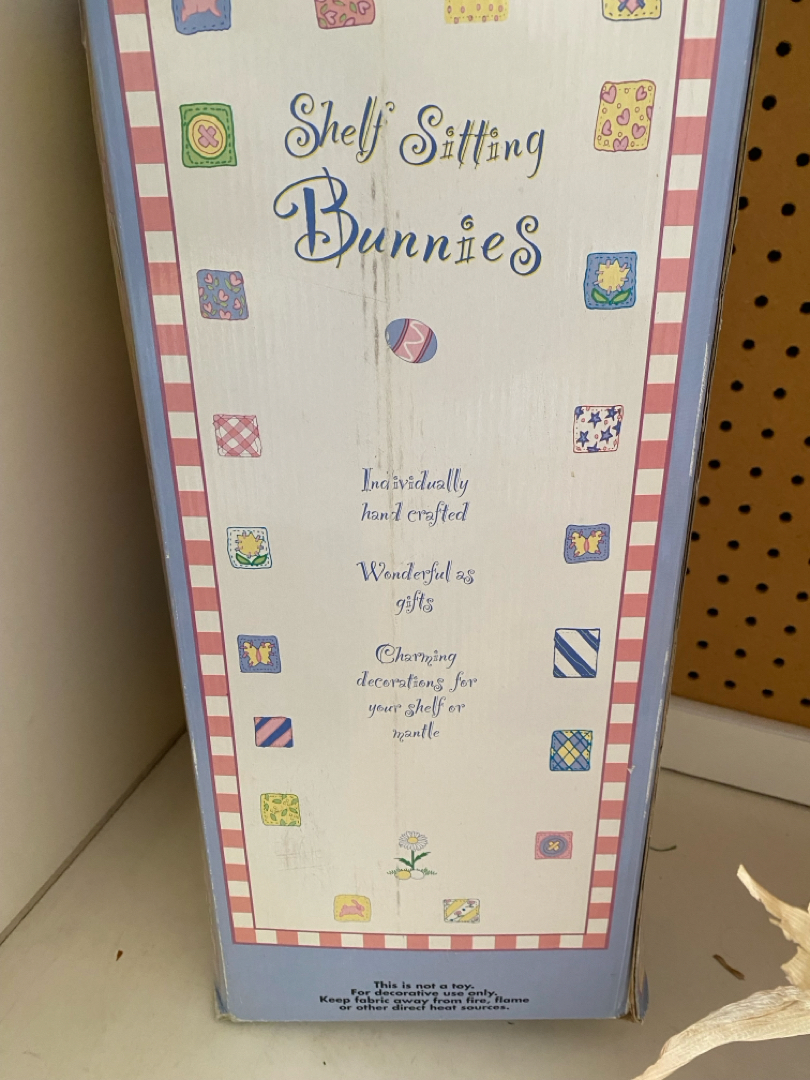 Shelf Sitting
Bunnies
Individually
hand crafted
Wonderful as
gifts
Charming
decorations for
your shelf or
mantle
This is not a toy.
For decorative use only.
Keep fabric away from fire, flame
or other direct heat sources.